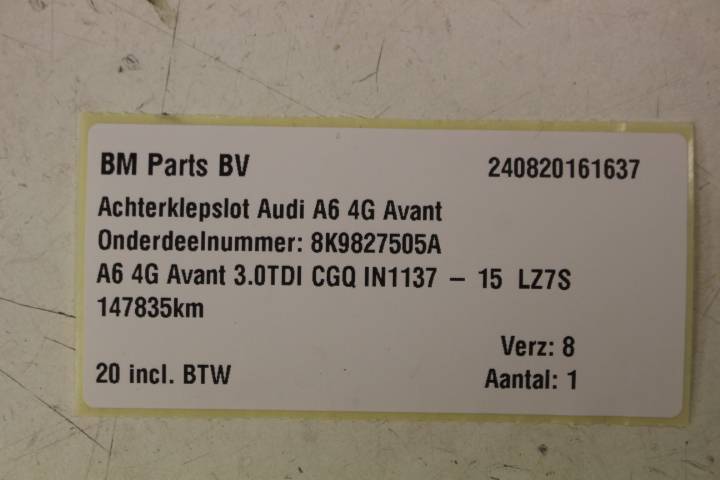 BM Parts BV 240820161637
Achterklepslot Audi A6 4G Avant
Onderdeelnummer: 8K9827505A
A6 4G Avant 3.0TDI CGQ IN1137 – 15 LZ7S
147835km
Verz: 8
20 incl. BTW Aantal: 1